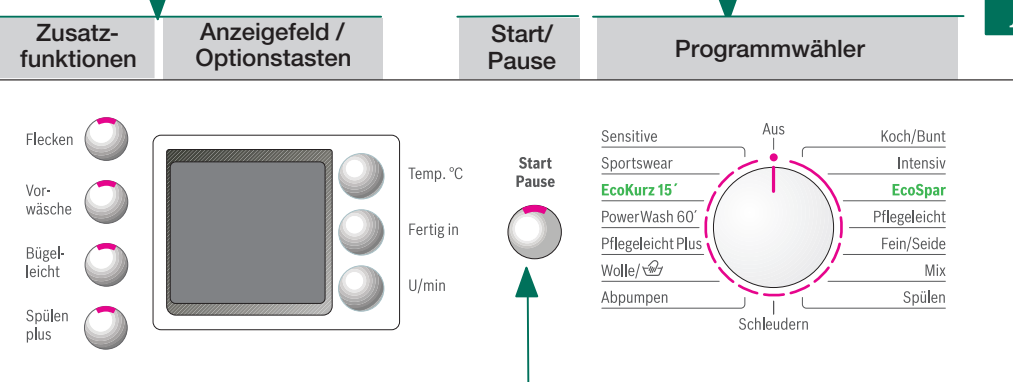 Zusatz-
funktionen
Anzeigefeld /
Optionstasten
Start/
Pause
Programmwähler
Flecken
Vor-
wäsche
Bügel-
leicht
Spülen
plus
Temp. °C
Fertig in
U/min
Start
Pause
Aus
Sensitive
Sportswear
EcoKurz 15´
PowerWash 60´
Pflegeleicht Plus
Wolle/
Abpumpen
Koch/Bunt
Intensiv
EcoSpar
Pflegeleicht
Fein/Seide
Mix
Spülen
Schleudern